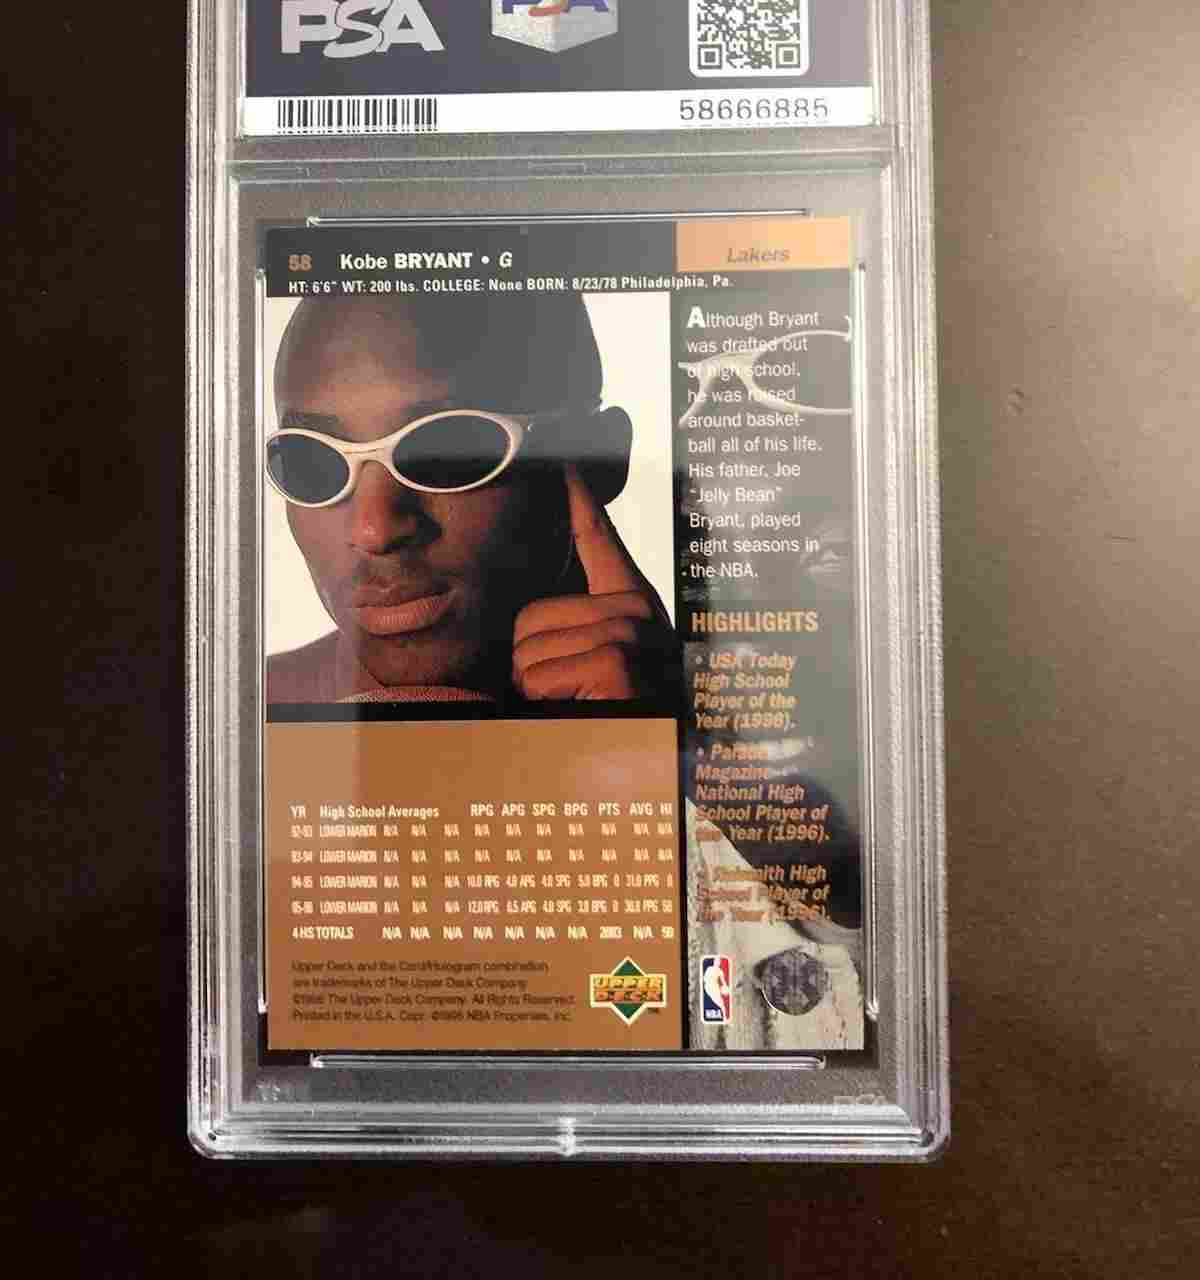 PSA
PSA
58666885
58 Kobe BRYANT • G
Lakers
HT: 6'6" WT: 200 lbs. COLLEGE: None BORN: 8/23/78 Philadelphia, Pa.
Although Bryant
was drafted out
of high school,
he was raised
around basket-
ball all of his life.
His father, Joe
"Jelly Bean"
Bryant, played
eight seasons in
the NBA.
HIGHLIGHTS
• USA Today
High School
Player of the
Year (1996).
• Parade
Magazine
National High
School Player of
the Year (1996).
• Naismith High
School Player of
the Year (1996).
YR High School Averages RPG APG SPG BPG PTS AVG HI
92-93 LOWER MARION N/A N/A N/A N/A N/A N/A N/A N/A N/A N/A
93-94 LOWER MARION N/A N/A N/A N/A N/A N/A N/A N/A N/A N/A
94-95 LOWER MARION N/A N/A N/A 10.0 RPG 4.0 APG 4.0 SPG 5.0 BPG 0 31.0 PPG 0
95-96 LOWER MARION N/A N/A N/A 12.0 RPG 6.5 APG 4.0 SPG 3.8 BPG 0 30.8 PPG 50
4 HS TOTALS N/A N/A N/A N/A N/A N/A N/A 2883 N/A 50
Upper Deck and the Card/Hologram combination
are trademarks of The Upper Deck Company.
©1996 The Upper Deck Company. All Rights Reserved.
Printed in the U.S.A. Copr. ©1996 NBA Properties, Inc.
UPPER
DECK
NBA
PSA